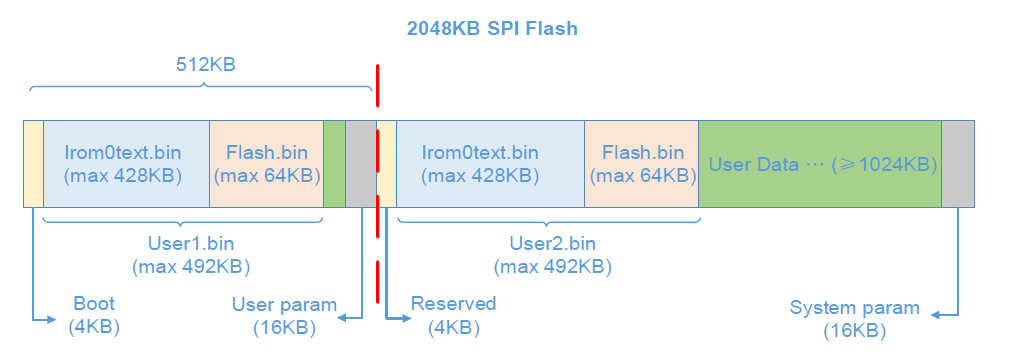 2048KB SPI Flash
512KB
Irom0text.bin
(max 428KB)
Flash.bin
(max 64KB)
Irom0text.bin
(max 428KB)
Flash.bin
(max 64KB)
User Data ··· (≥1024KB)
User1.bin
(max 492KB)
User2.bin
(max 492KB)
Boot
(4KB)
User param
(16KB)
Reserved
(4KB)
System param
(16KB)